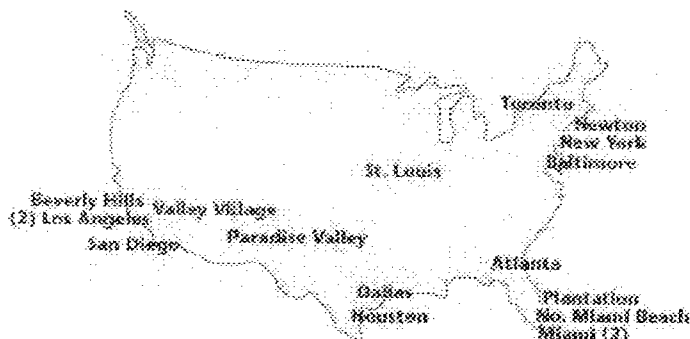 Toronto
Newton
New York
Baltimore
St. Louis
Beverly Hills
(2) Los Angeles
Valley Village
San Diego
Paradise Valley
Atlanta
Dallas
Houston
Plantation
No. Miami Beach
Miami (2)